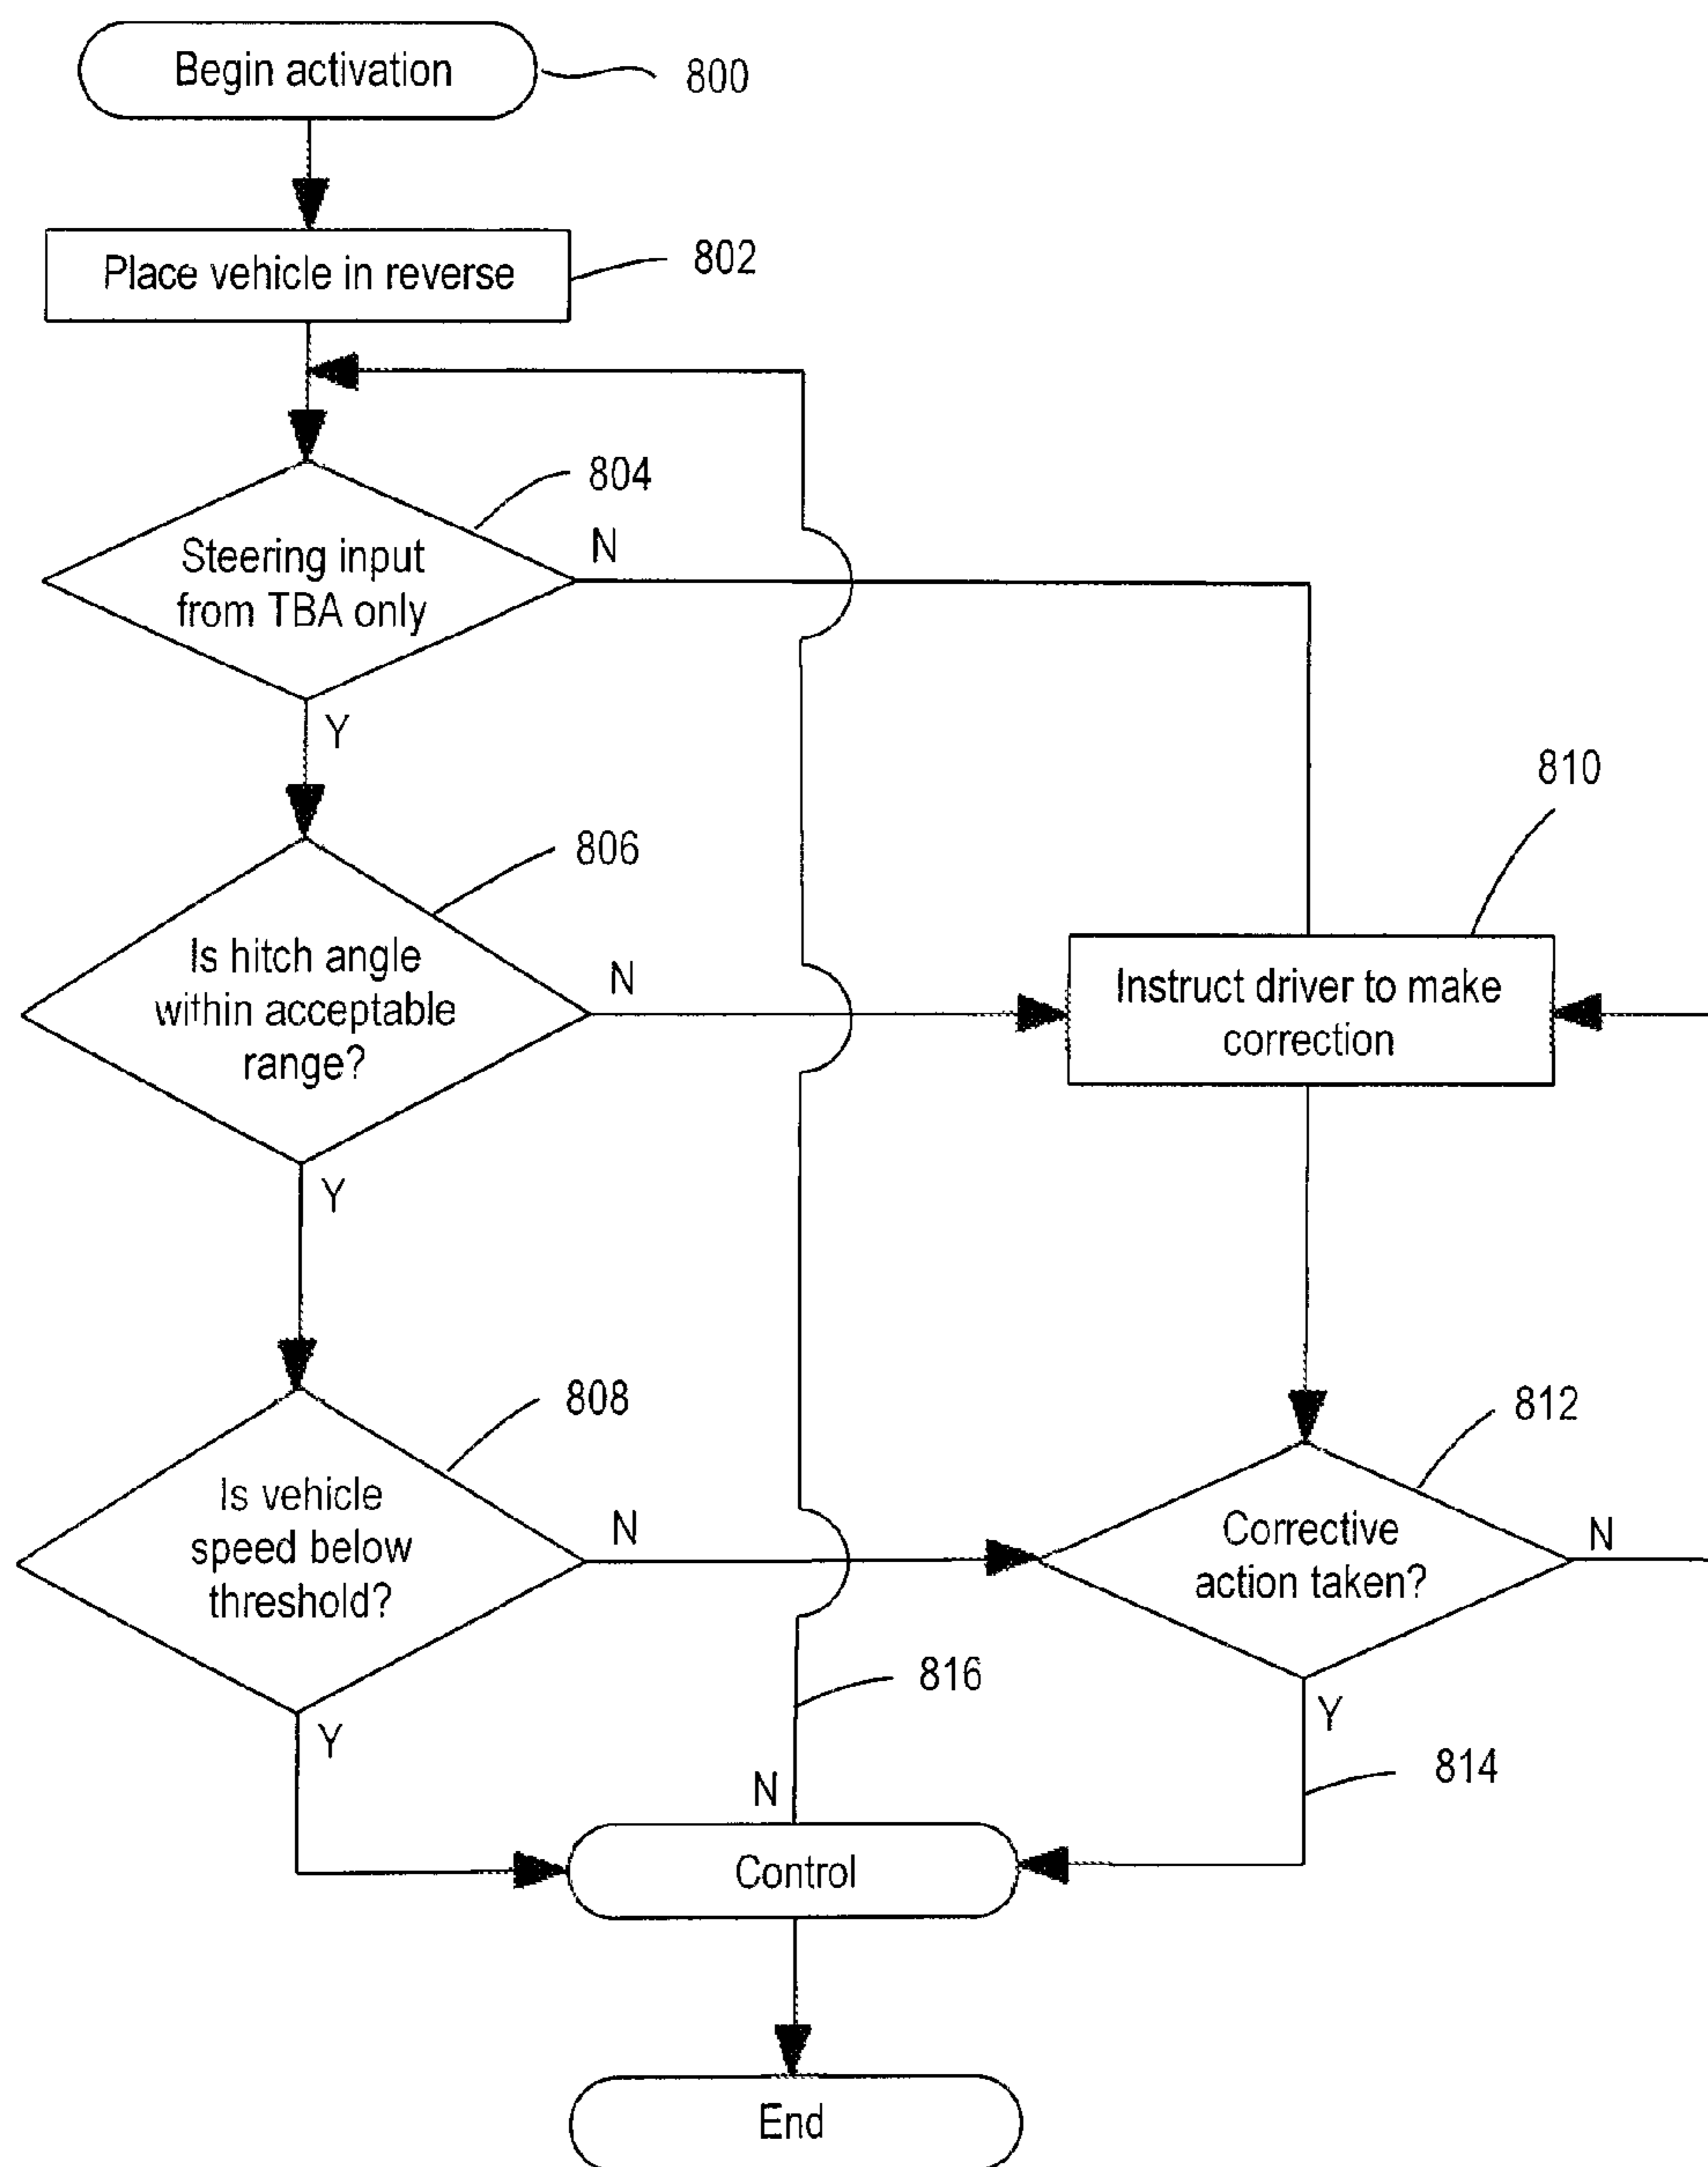 Begin activation
800
Place vehicle in reverse
802
804
N
Steering input
from TBA only
Y
806
810
Is hitch angle
within acceptable
range?
N
Instruct driver to make
correction
Y
808
812
Is vehicle
speed below
threshold?
N
Corrective
action taken?
N
816
Y
Y
814
N
Control
End